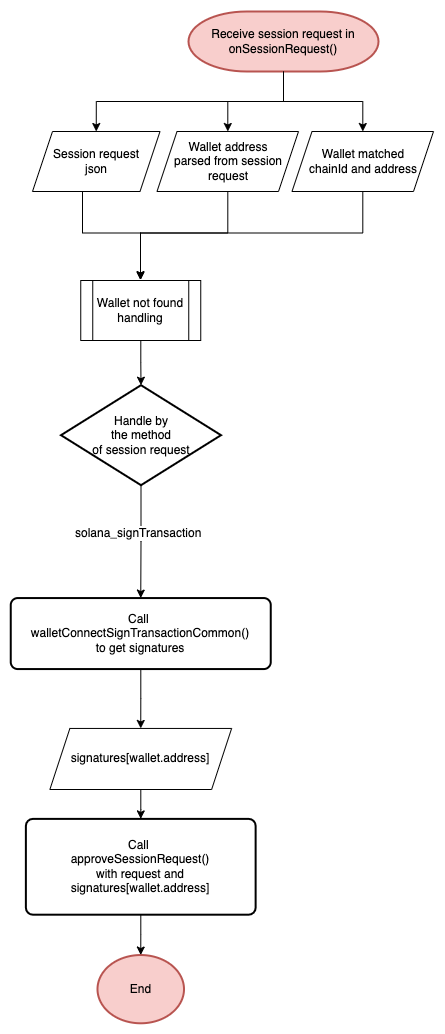 Receive session request in
onSessionRequest()
Session request
json
Wallet address
parsed from session
request
Wallet matched
chainId and address
Wallet not found
handling
Handle by
the method
of session request
solana_signTransaction
Call
walletConnectSignTransactionCommon()
to get signatures
signatures[wallet.address]
Call
approveSessionRequest()
with request and
signatures[wallet.address]
End